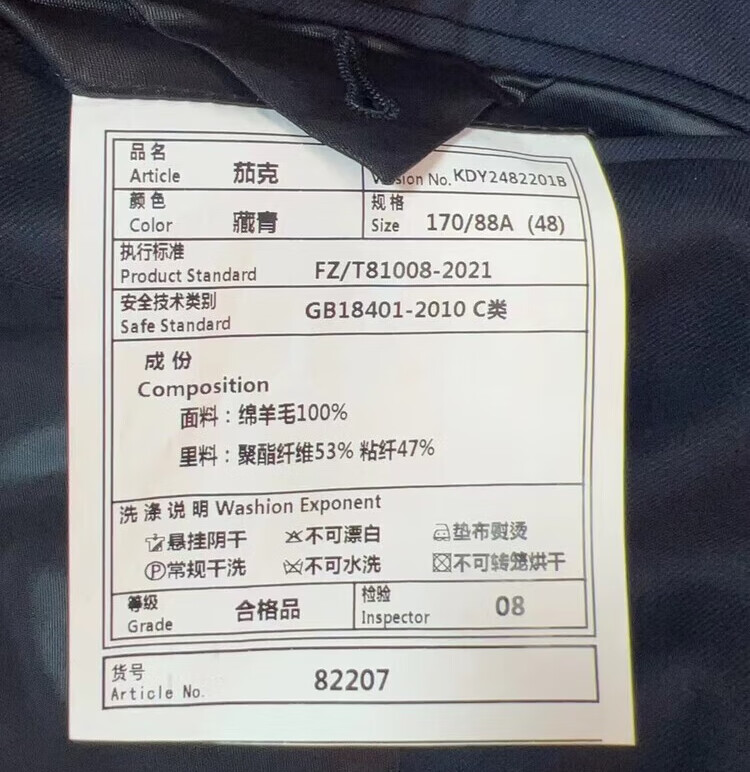 品名
Article 茄克
No. KDY2482201B
颜色
Color 藏青
规格
Size 170/88A (48)
执行标准
Product Standard FZ/T81008-2021
安全技术类别
Safe Standard GB18401-2010 C类
成份
Composition
面料：绵羊毛100%
里料：聚酯纤维53% 粘纤47%
洗涤说明 Washion Exponent
悬挂阴干 不可漂白 垫布熨烫
Ⓟ常规干洗 不可水洗 不可转笼烘干
等级
Grade 合格品
检验
Inspector 08
货号
Article No. 82207